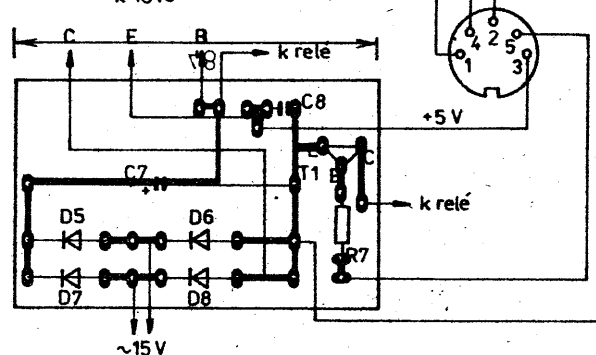 C E B
k relé
4 2 5
1 3
C8
+5 V
E C
B
C7
+
T1
k relé
D5 D6
R7
D7 D8
~15 V